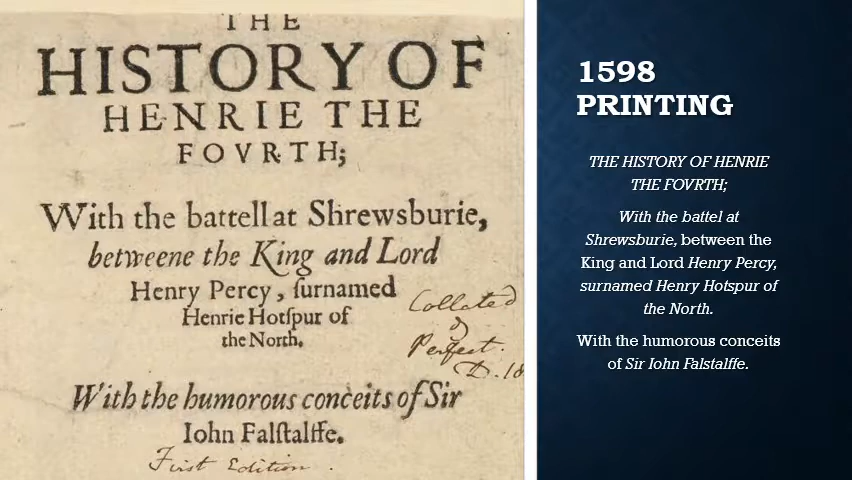 THE
HISTORY OF
HENRIE THE
FOVRTH;
With the battell at Shrewsburie,
betweene the King and Lord
Henry Percy, ſurnamed
Henrie Hotſpur of
the North.
With the humorous conceits of Sir
Iohn Falſtalffe.
Collated
&
Perfect.
First Edition.
1598
PRINTING
THE HISTORY OF HENRIE
THE FOVRTH;
With the battel at
Shrewsburie, between the
King and Lord Henry Percy,
surnamed Henry Hotspur of
the North.
With the humorous conceits
of Sir Iohn Falstalffe.